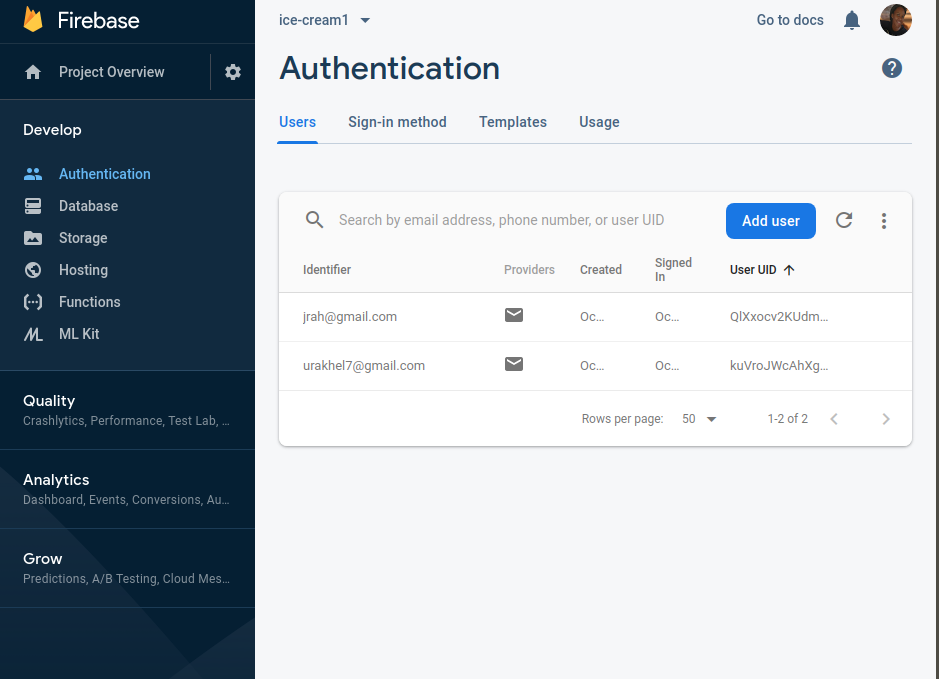 Firebase
Project Overview
Develop
Authentication
Database
Storage
Hosting
Functions
ML Kit
Quality
Crashlytics, Performance, Test Lab, ...
Analytics
Dashboard, Events, Conversions, Au...
Grow
Predictions, A/B Testing, Cloud Mes...
ice-cream1
Go to docs
Authentication
?
Users Sign-in method Templates Usage
Search by email address, phone number, or user UID
Add user
Identifier Providers Created Signed In User UID
jrah@gmail.com Oc... Oc... QlXxocv2KUdm...
urakhel7@gmail.com Oc... Oc... kuVroJWcAhXg...
Rows per page: 50 1-2 of 2